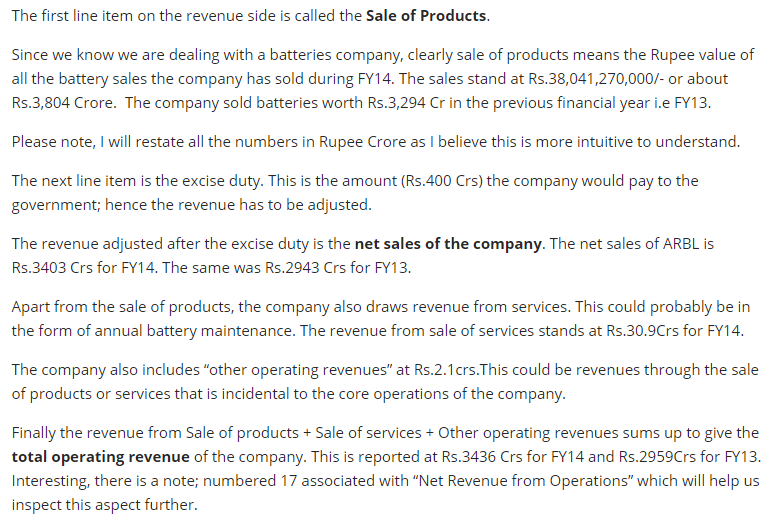 The first line item on the revenue side is called the Sale of Products.
Since we know we are dealing with a batteries company, clearly sale of products means the Rupee value of
all the battery sales the company has sold during FY14. The sales stand at Rs.38,041,270,000/- or about
Rs.3,804 Crore.  The company sold batteries worth Rs.3,294 Cr in the previous financial year i.e FY13.
Please note, I will restate all the numbers in Rupee Crore as I believe this is more intuitive to understand.
The next line item is the excise duty. This is the amount (Rs.400 Crs) the company would pay to the
government; hence the revenue has to be adjusted.
The revenue adjusted after the excise duty is the net sales of the company. The net sales of ARBL is
Rs.3403 Crs for FY14. The same was Rs.2943 Crs for FY13.
Apart from the sale of products, the company also draws revenue from services. This could probably be in
the form of annual battery maintenance. The revenue from sale of services stands at Rs.30.9Crs for FY14.
The company also includes “other operating revenues” at Rs.2.1crs.This could be revenues through the sale
of products or services that is incidental to the core operations of the company.
Finally the revenue from Sale of products + Sale of services + Other operating revenues sums up to give the
total operating revenue of the company. This is reported at Rs.3436 Crs for FY14 and Rs.2959Crs for FY13.
Interesting, there is a note; numbered 17 associated with “Net Revenue from Operations” which will help us
inspect this aspect further.